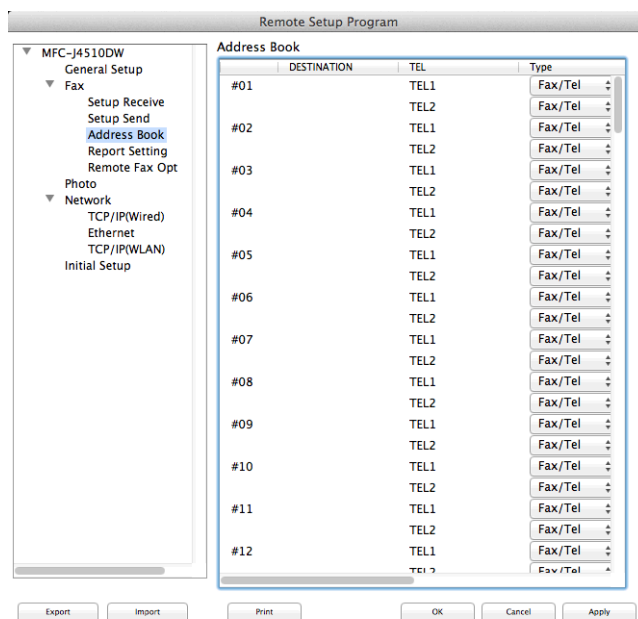 Remote Setup Program
MFC-J4510DW
General Setup
Fax
Setup Receive
Setup Send
Address Book
Report Setting
Remote Fax Opt
Photo
Network
TCP/IP(Wired)
Ethernet
TCP/IP(WLAN)
Initial Setup
Address Book
DESTINATION TEL Type
#01 TEL1 Fax/Tel
TEL2 Fax/Tel
#02 TEL1 Fax/Tel
TEL2 Fax/Tel
#03 TEL1 Fax/Tel
TEL2 Fax/Tel
#04 TEL1 Fax/Tel
TEL2 Fax/Tel
#05 TEL1 Fax/Tel
TEL2 Fax/Tel
#06 TEL1 Fax/Tel
TEL2 Fax/Tel
#07 TEL1 Fax/Tel
TEL2 Fax/Tel
#08 TEL1 Fax/Tel
TEL2 Fax/Tel
#09 TEL1 Fax/Tel
TEL2 Fax/Tel
#10 TEL1 Fax/Tel
TEL2 Fax/Tel
#11 TEL1 Fax/Tel
TEL2 Fax/Tel
#12 TEL1 Fax/Tel
TEL2 Fax/Tel
Export Import Print OK Cancel Apply